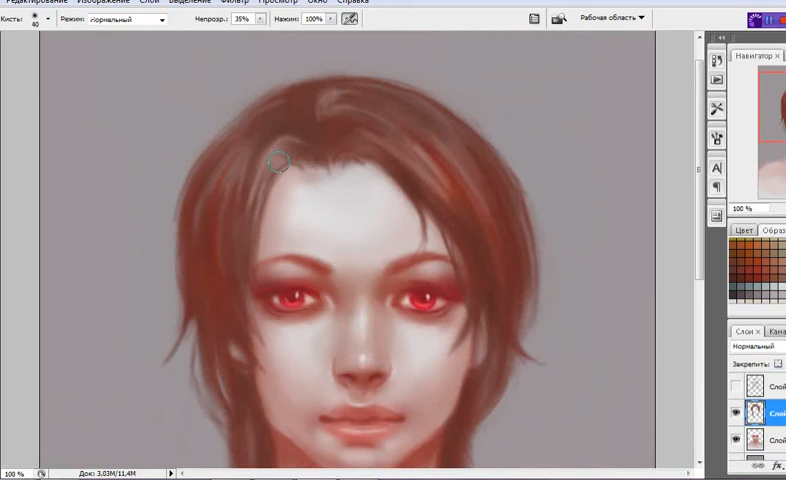 Редактирование Изображение Слои Выделение Фильтр Просмотр Окно Справка
Кисть: 40 Режим: Нормальный Непрозр.: 35% Нажим: 100% Рабочая область
Навигатор ×
100 %
Цвет Образ
Слои × Кана
Нормальный
Закрепить:
Слой
Слой
Слой
100 % Док: 3,03M/11,4M